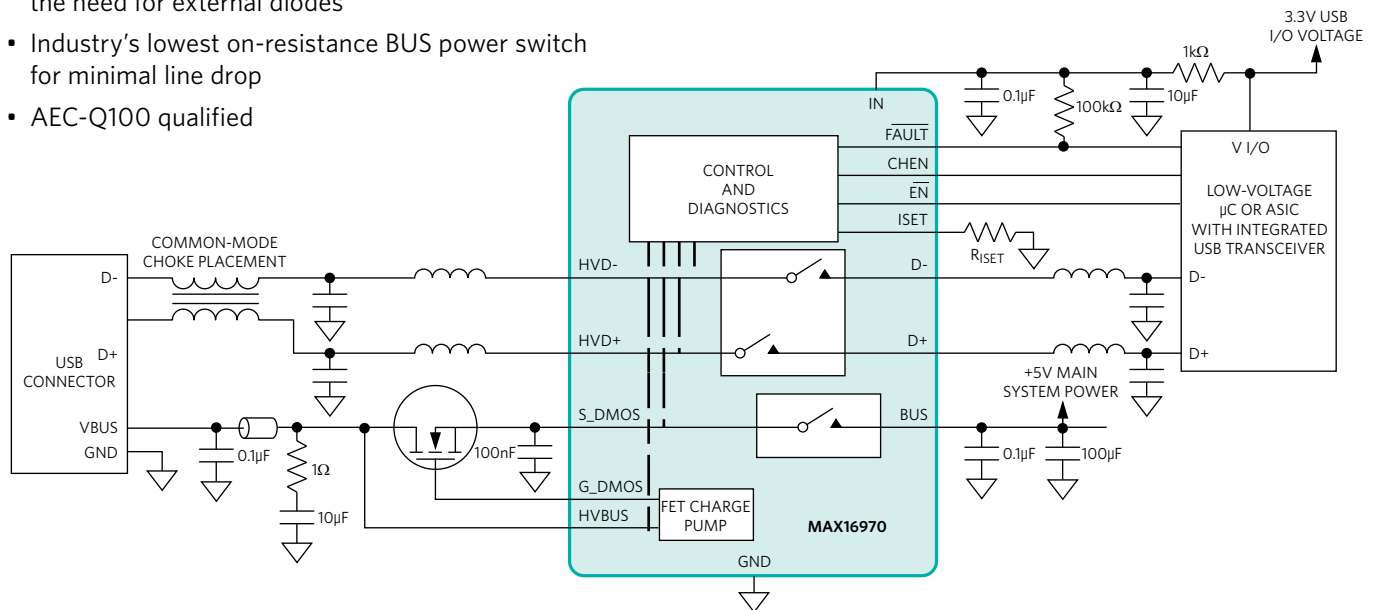 the need for external diodes
• Industry's lowest on-resistance BUS power switch
for minimal line drop
• AEC-Q100 qualified
3.3V USB
I/O VOLTAGE
1kΩ
IN
0.1µF
100kΩ
10µF
FAULT
CHEN
EN
ISET
RISET
V I/O
LOW-VOLTAGE
µC OR ASIC
WITH INTEGRATED
USB TRANSCEIVER
D-
D+
CONTROL
AND
DIAGNOSTICS
COMMON-MODE
CHOKE PLACEMENT
D-
D+
USB
CONNECTOR
VBUS
GND
HVD-
D-
HVD+
D+
+5V MAIN
SYSTEM POWER
S_DMOS
BUS
0.1µF
1Ω
10µF
100nF
0.1µF
100µF
G_DMOS
HVBUS
FET CHARGE
PUMP
MAX16970
GND